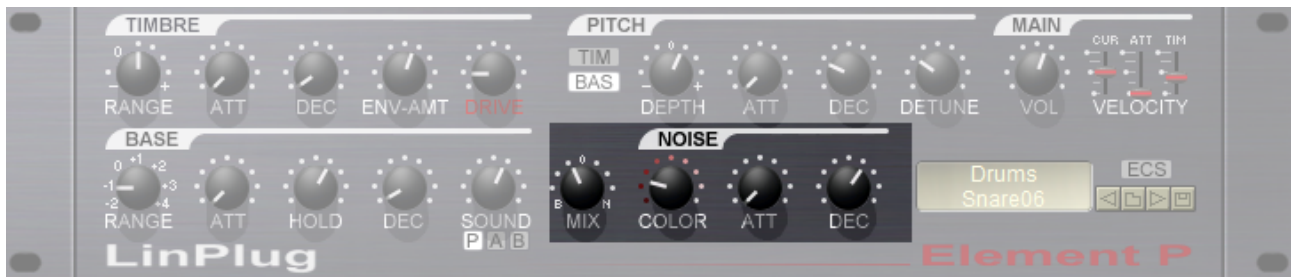 TIMBRE
0
- +
RANGE ATT DEC ENV-AMT DRIVE
PITCH
TIM
BAS
0
DEPTH ATT DEC DETUNE
MAIN
CUR ATT TIM
VOL VELOCITY
BASE
-2 -1 0 +1 +2 +3 +4
RANGE ATT HOLD DEC SOUND
P A B
NOISE
0
B N
MIX COLOR ATT DEC
Drums
Snare06
ECS
LinPlug
Element P